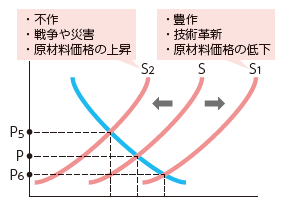 ・不作
・戦争や災害
・原材料価格の上昇
・豊作
・技術革新
・原材料価格の低下
S2 S S1
P5
P
P6